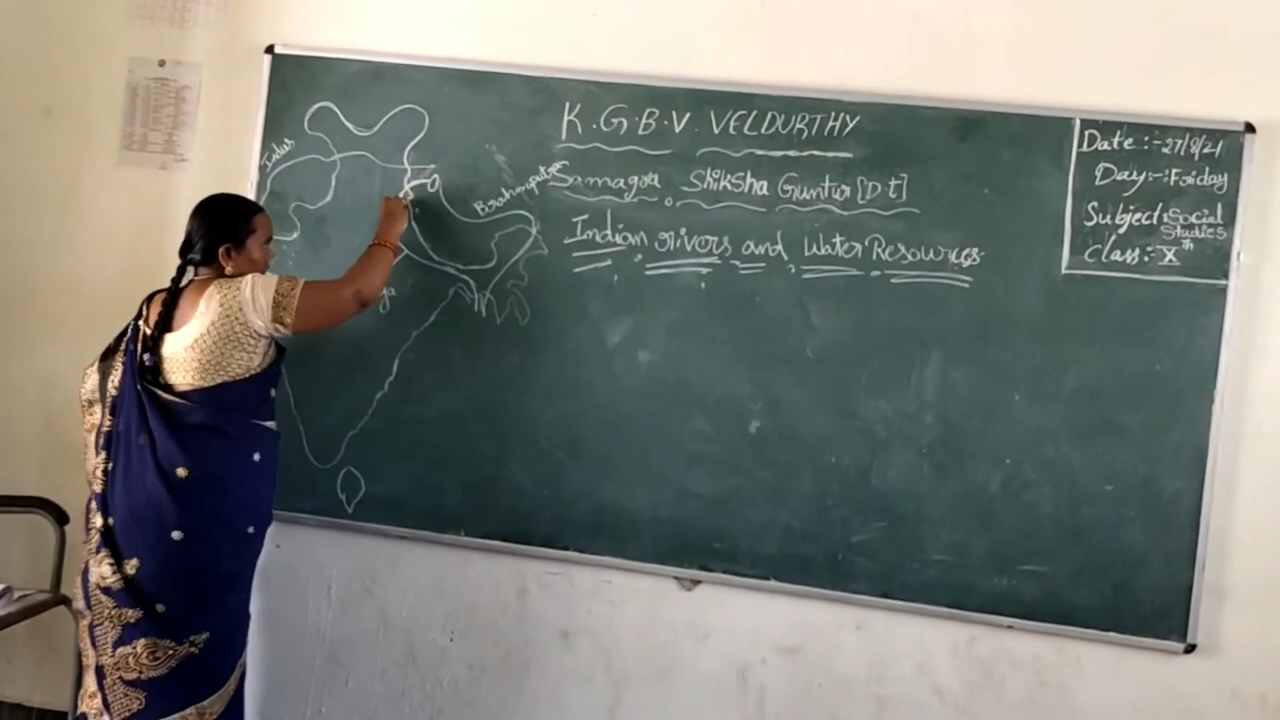 K.G.B.V. VELDURTHY
Samagra Shiksha Guntur [Dt]
Indian rivers and Water Resources
Date :- 27/8/21
Day :- Friday
Subject : Social
Studies
Class :- Xth
Indus
Brahmaputra